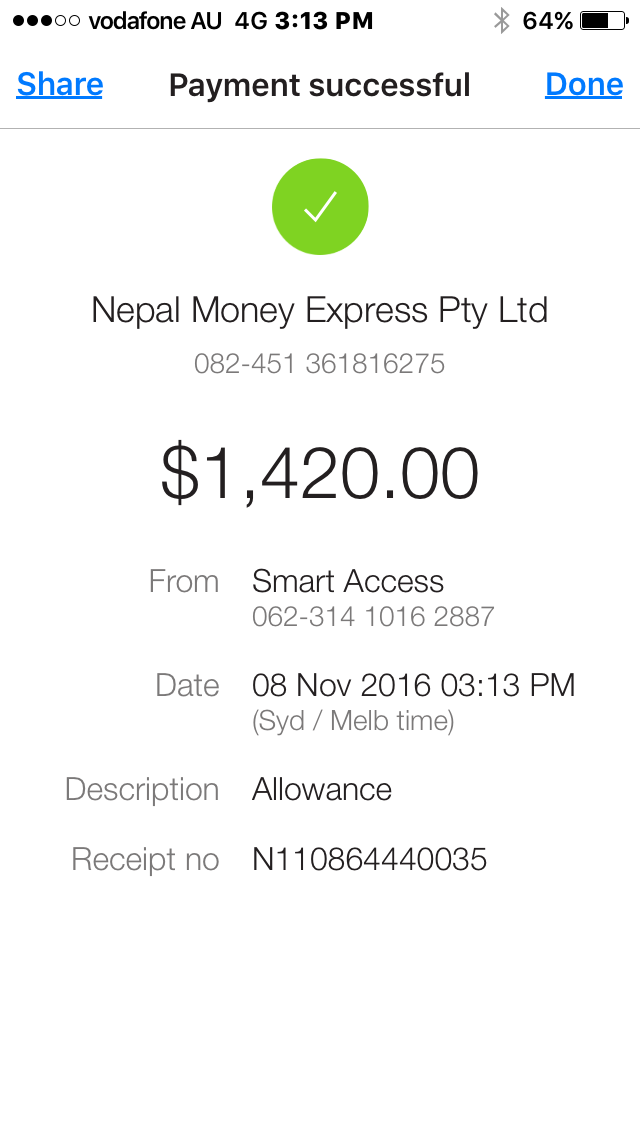 vodafone AU 4G 3:13 PM 64%
Share Payment successful Done
Nepal Money Express Pty Ltd
082-451 361816275
$1,420.00
From Smart Access
062-314 1016 2887
Date 08 Nov 2016 03:13 PM
(Syd / Melb time)
Description Allowance
Receipt no N110864440035